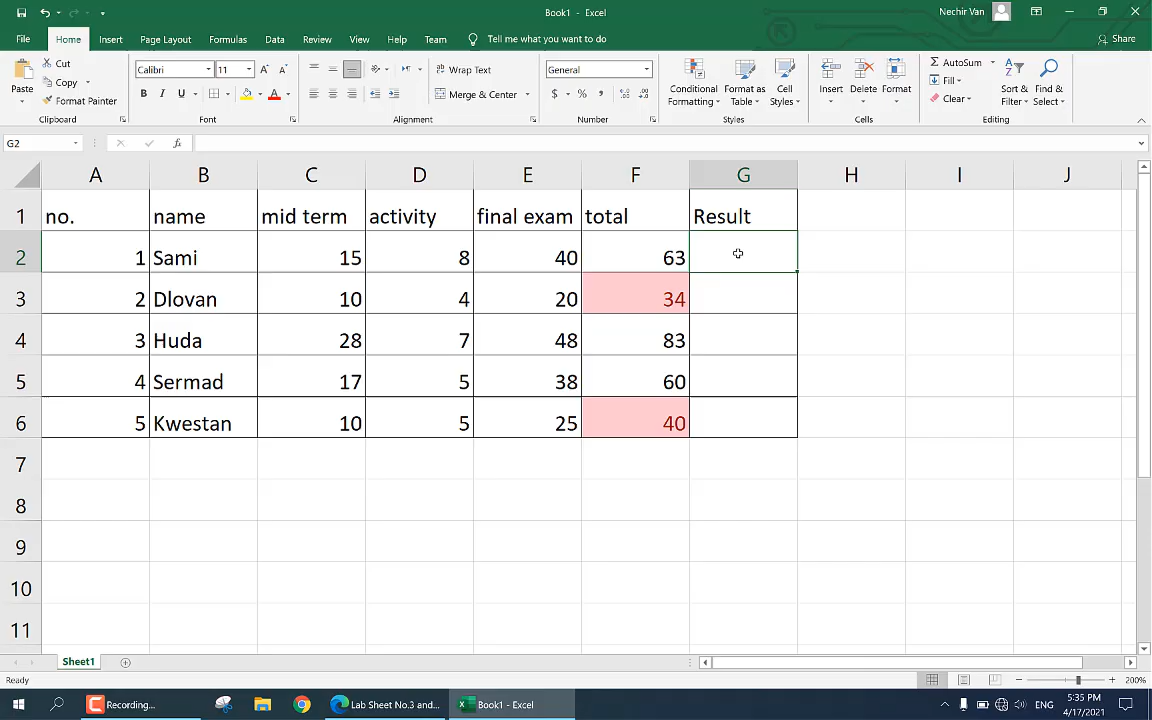 Book1 - Excel
Nechir Van
File Home Insert Page Layout Formulas Data Review View Help Team Tell me what you want to do Share
Paste
Cut
Copy
Format Painter
Clipboard
Calibri 11
B I U A
Font
Wrap Text
Merge & Center
Alignment
General
$ % ,
Number
Conditional Formatting
Format as Table
Cell Styles
Styles
Insert
Delete
Format
Cells
AutoSum
Fill
Clear
Sort & Filter
Find & Select
Editing
G2 fx
A B C D E F G H I J
1 no. name mid term activity final exam total Result
2 1 Sami 15 8 40 63
3 2 Dlovan 10 4 20 34
4 3 Huda 28 7 48 83
5 4 Sermad 17 5 38 60
6 5 Kwestan 10 5 25 40
7
8
9
10
11
Sheet1
Ready
200%
Recording...
Lab Sheet No.3 and...
Book1 - Excel
ENG
5:35 PM
4/17/2021